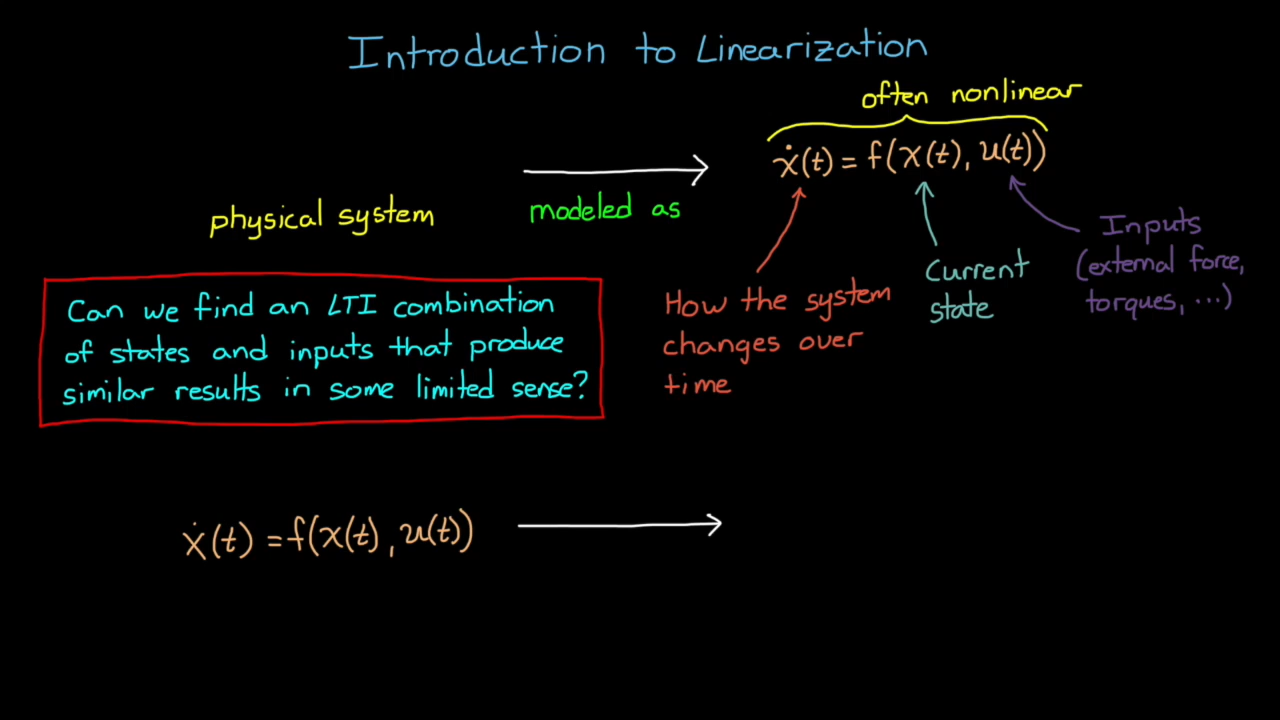 Introduction to Linearization
often nonlinear
ẋ(t) = f(x(t), u(t))
physical system
modeled as
Inputs
(external force,
torques, ...)
Current
state
How the system
changes over
time
Can we find an LTI combination
of states and inputs that produce
similar results in some limited sense?
ẋ(t) = f(x(t), u(t))